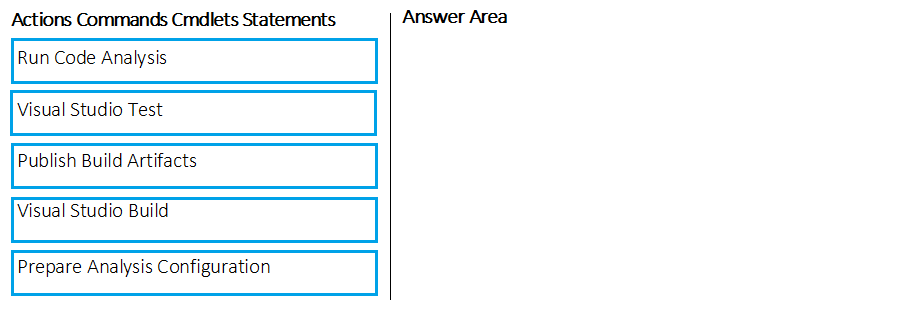 Actions Commands Cmdlets Statements
Answer Area
Run Code Analysis
Visual Studio Test
Publish Build Artifacts
Visual Studio Build
Prepare Analysis Configuration